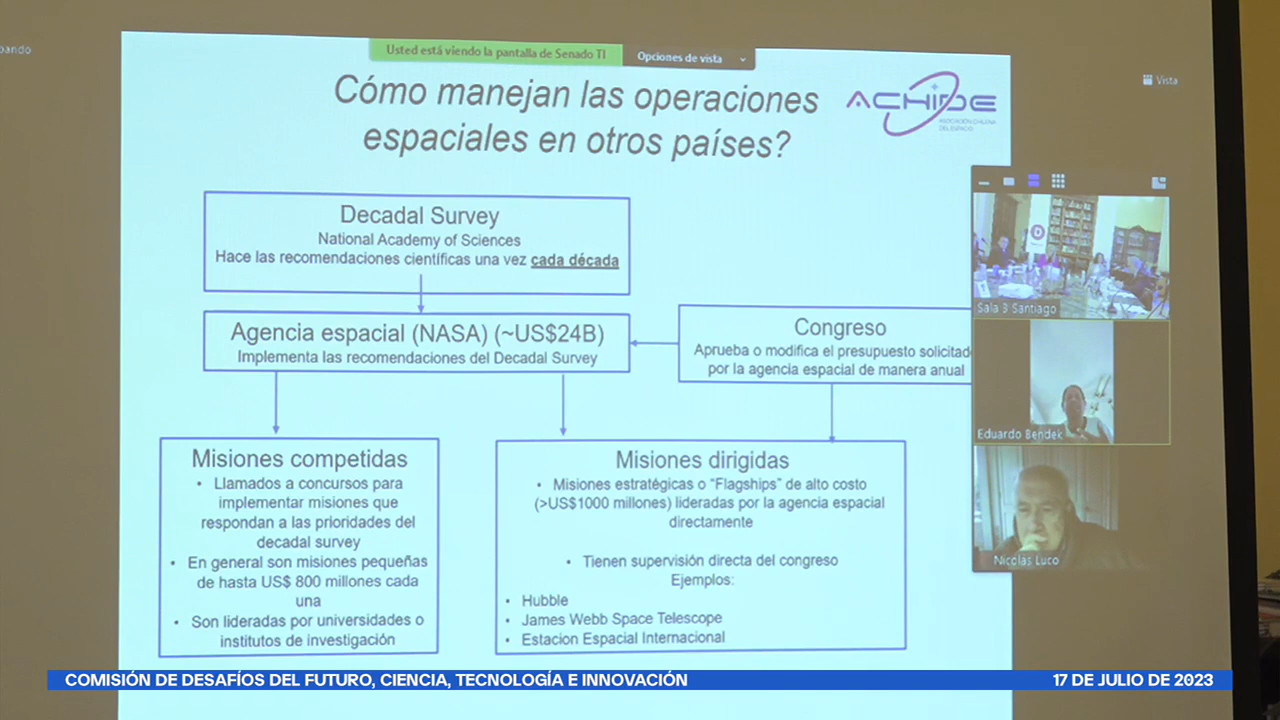 Usted está viendo la pantalla de Senado TI
Opciones de vista
Vista
Cómo manejan las operaciones
espaciales en otros países?
ACHIDE
ASOCIACIÓN CHILENA
DEL ESPACIO
Decadal Survey
National Academy of Sciences
Hace las recomendaciones científicas una vez cada década
Agencia espacial (NASA) (~US$24B)
Implementa las recomendaciones del Decadal Survey
Congreso
Aprueba o modifica el presupuesto solicitado
por la agencia espacial de manera anual
Misiones competidas
• Llamados a concursos para
implementar misiones que
respondan a las prioridades del
decadal survey
• En general son misiones pequeñas
de hasta US$ 800 millones cada
una
• Son lideradas por universidades o
institutos de investigación
Misiones dirigidas
• Misiones estratégicas o “Flagships” de alto costo
(>US$1000 millones) lideradas por la agencia espacial
directamente
• Tienen supervisión directa del congreso
Ejemplos:
• Hubble
• James Webb Space Telescope
• Estacion Espacial Internacional
Sala 9 Santiago
Eduardo Bendek
Nicolas Luco
COMISIÓN DE DESAFÍOS DEL FUTURO, CIENCIA, TECNOLOGÍA E INNOVACIÓN
17 DE JULIO DE 2023